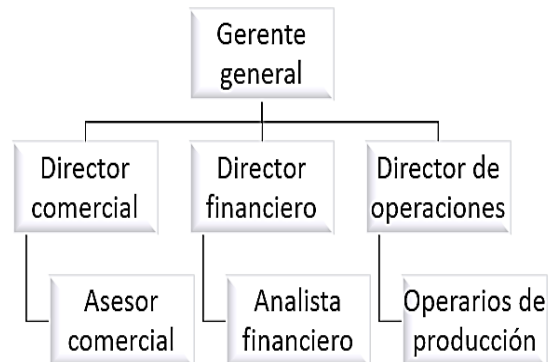 Gerente
general
Director
comercial
Director
financiero
Director de
operaciones
Asesor
comercial
Analista
financiero
Operarios de
producción